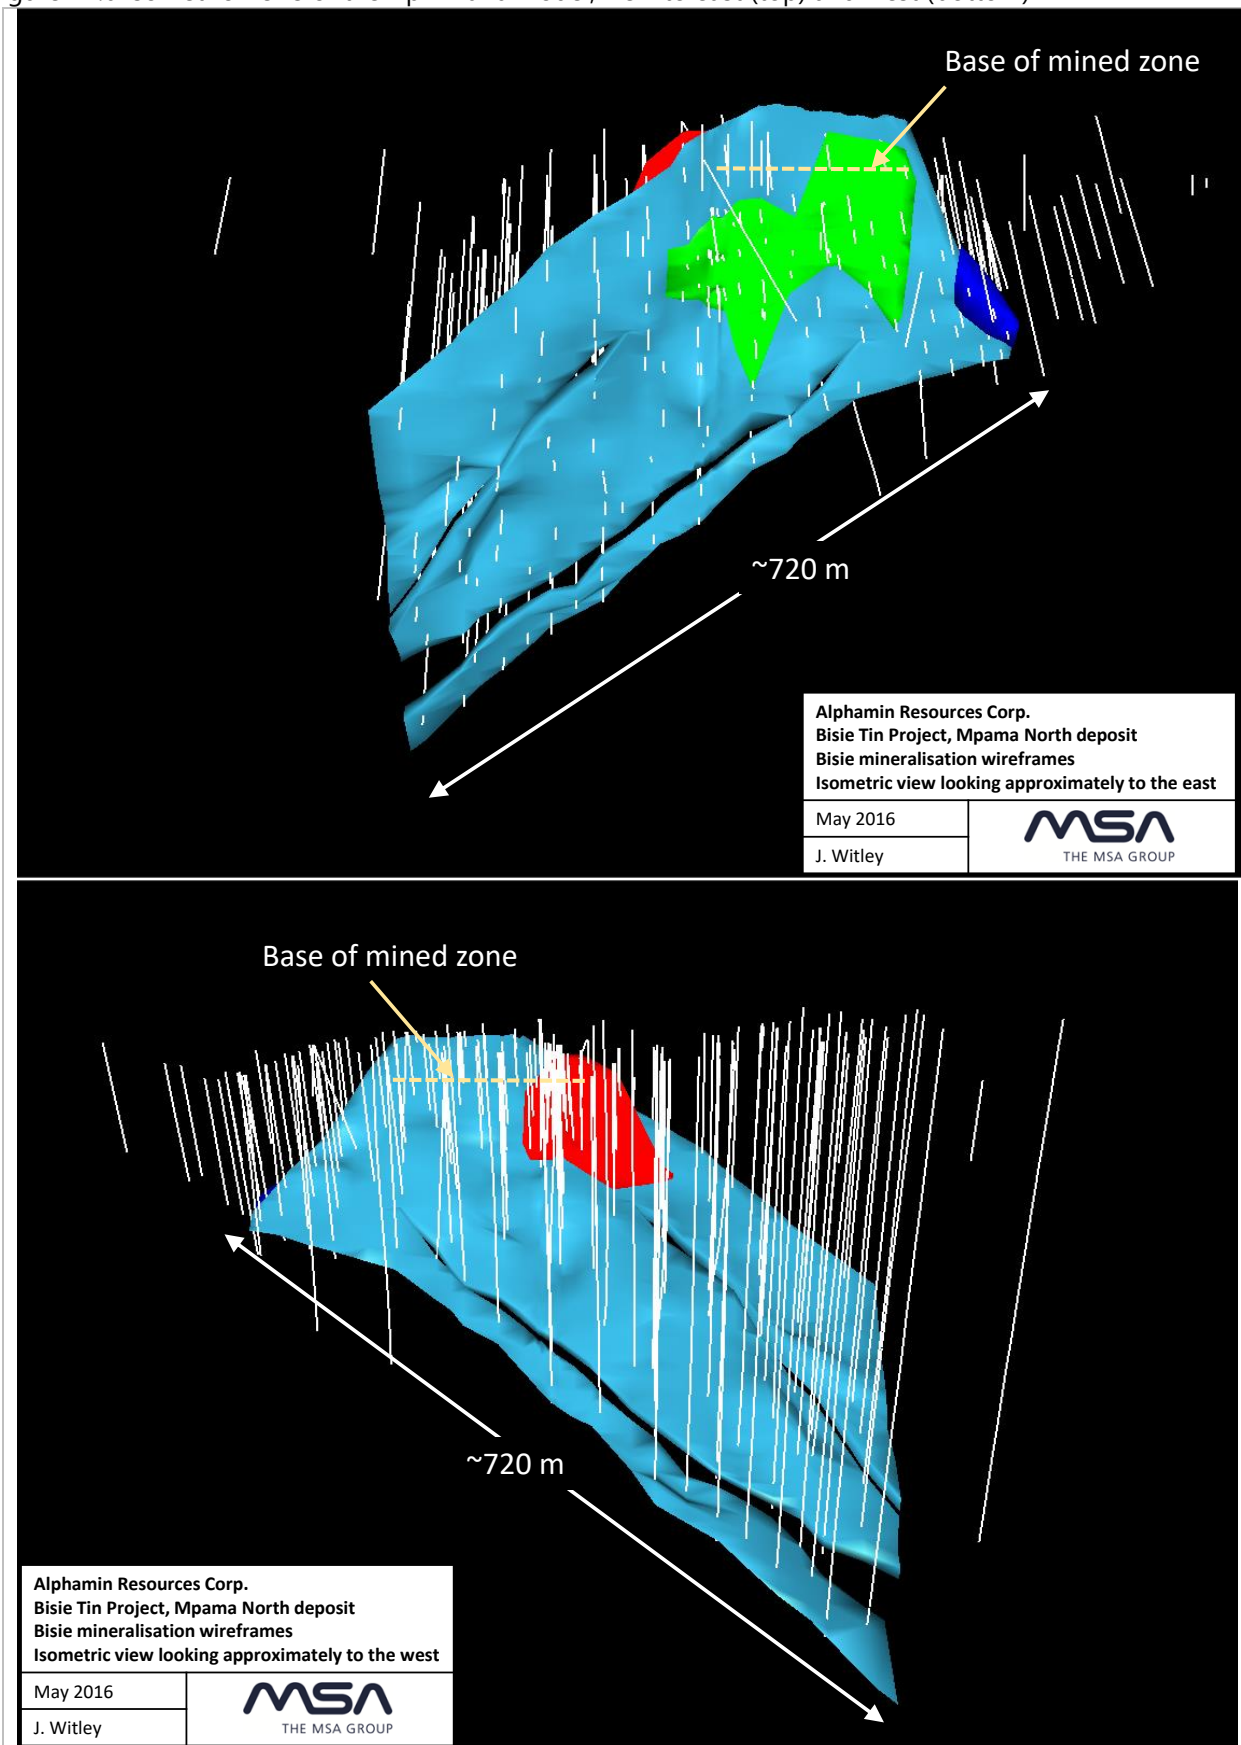 Base of mined zone
~720 m
Alphamin Resources Corp.
Bisie Tin Project, Mpama North deposit
Bisie mineralisation wireframes
Isometric view looking approximately to the east
May 2016
J. Witley
MSA
THE MSA GROUP
Base of mined zone
~720 m
Alphamin Resources Corp.
Bisie Tin Project, Mpama North deposit
Bisie mineralisation wireframes
Isometric view looking approximately to the west
May 2016
J. Witley
MSA
THE MSA GROUP